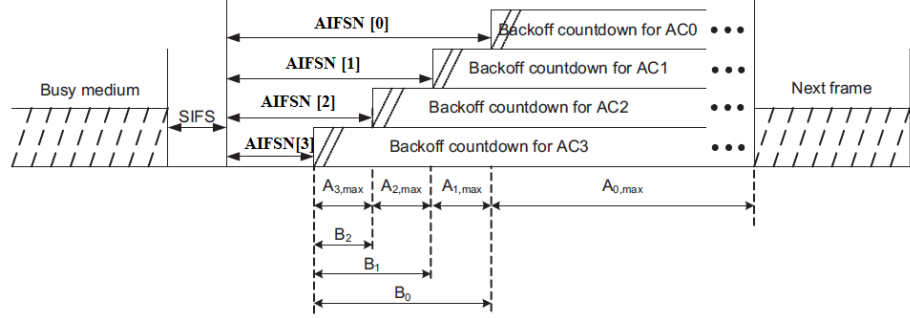 AIFSN [0]
Backoff countdown for AC0
AIFSN [1]
Backoff countdown for AC1
Busy medium
AIFSN [2]
Backoff countdown for AC2
Next frame
SIFS
AIFSN[3]
Backoff countdown for AC3
A3,max
A2,max
A1,max
A0,max
B2
B1
B0